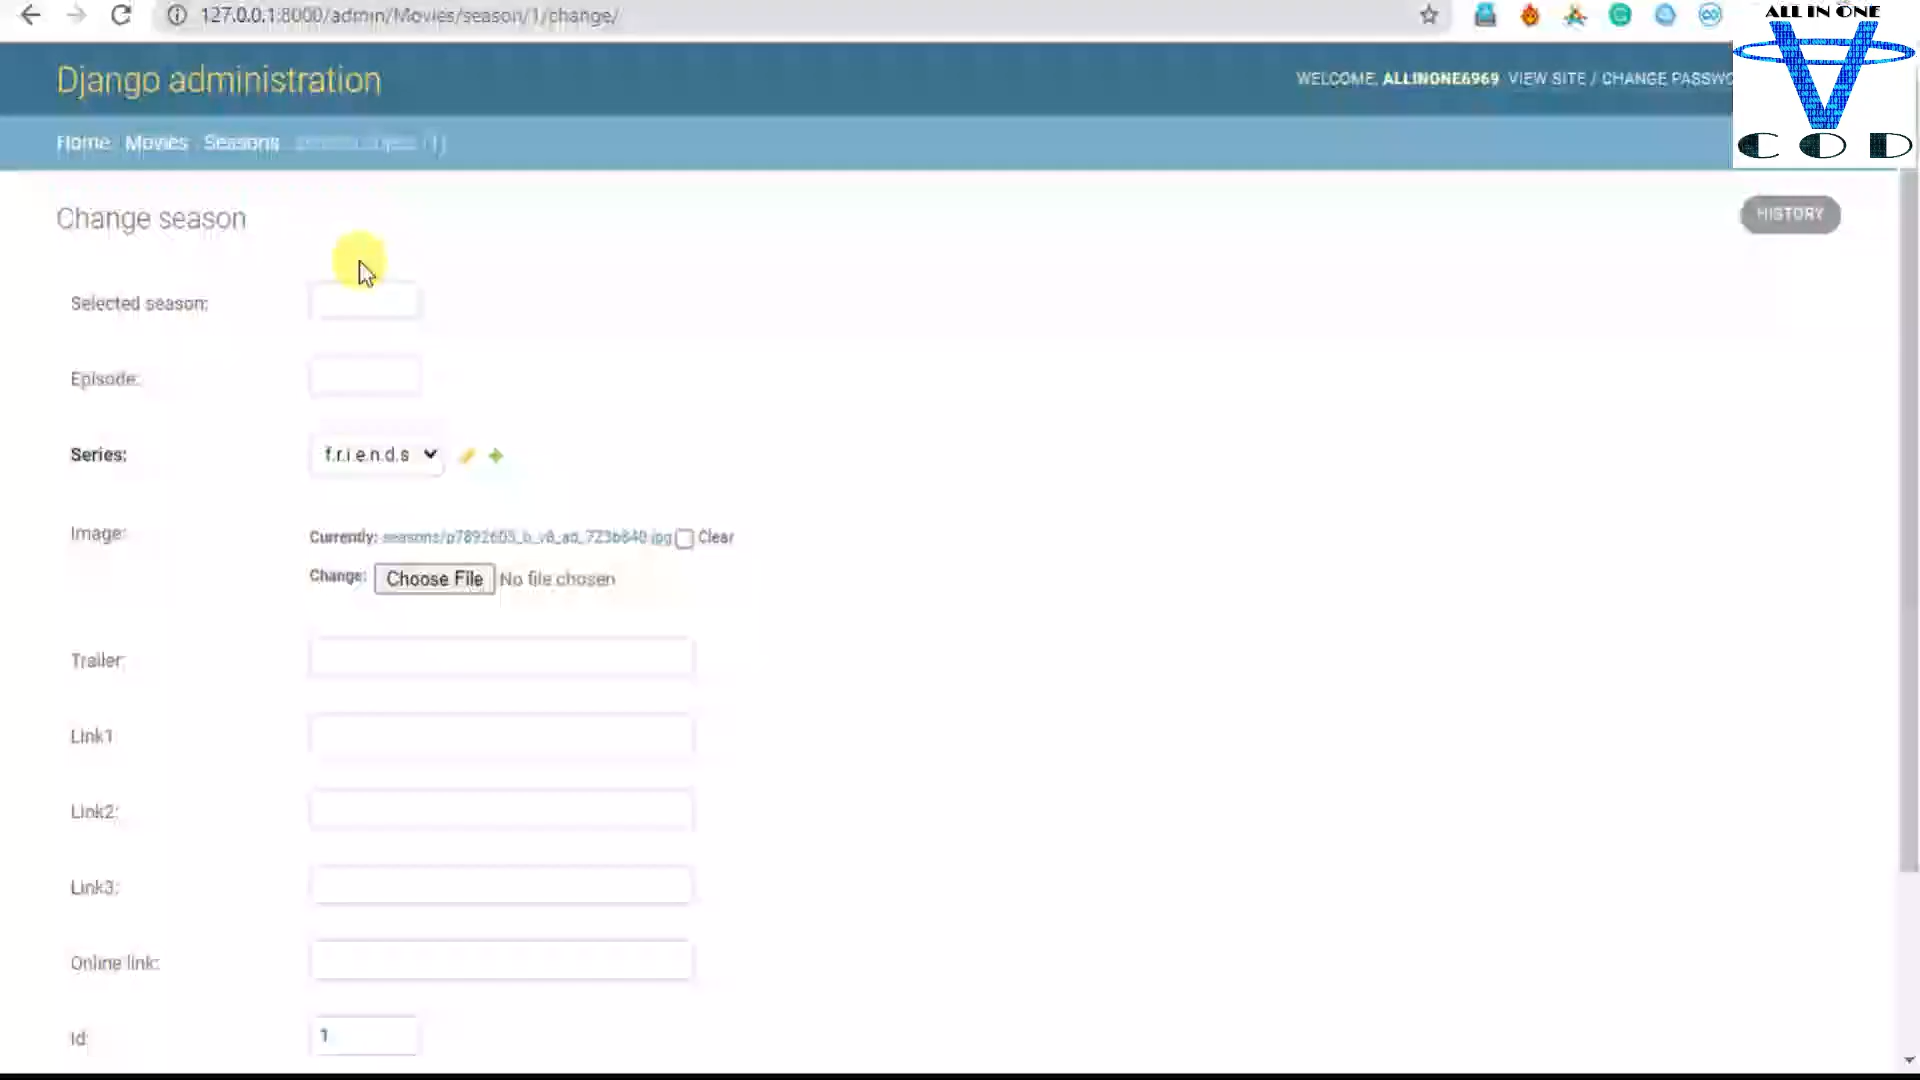 127.0.0.1:8000/admin/Movies/season/1/change/
ALL IN ONE
Django administration
WELCOME, ALLINONE6969 VIEW SITE / CHANGE PASSWO
C O D
Home Movies Seasons (1)
Change season
HISTORY
Selected season:
Episode:
Series: f.r.i.e.n.d.s
Image: Currently: seasons/p7892605_b_v8_ad_723b640.jpg Clear
Change: Choose File No file chosen
Trailer:
Link1
Link2:
Link3:
Online link:
Id: 1